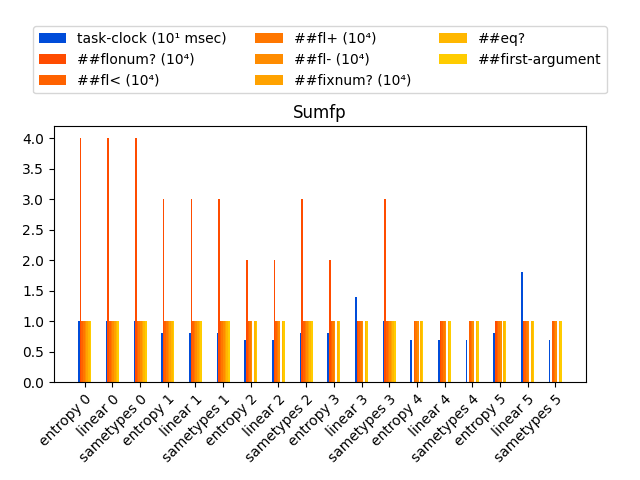 task-clock (10¹ msec)
##flonum? (10⁴)
##fl< (10⁴)
##fl+ (10⁴)
##fl- (10⁴)
##fixnum? (10⁴)
##eq?
##first-argument
Sumfp
4.0
3.5
3.0
2.5
2.0
1.5
1.0
0.5
0.0
entropy 0
linear 0
sametypes 0
entropy 1
linear 1
sametypes 1
entropy 2
linear 2
sametypes 2
entropy 3
linear 3
sametypes 3
entropy 4
linear 4
sametypes 4
entropy 5
linear 5
sametypes 5